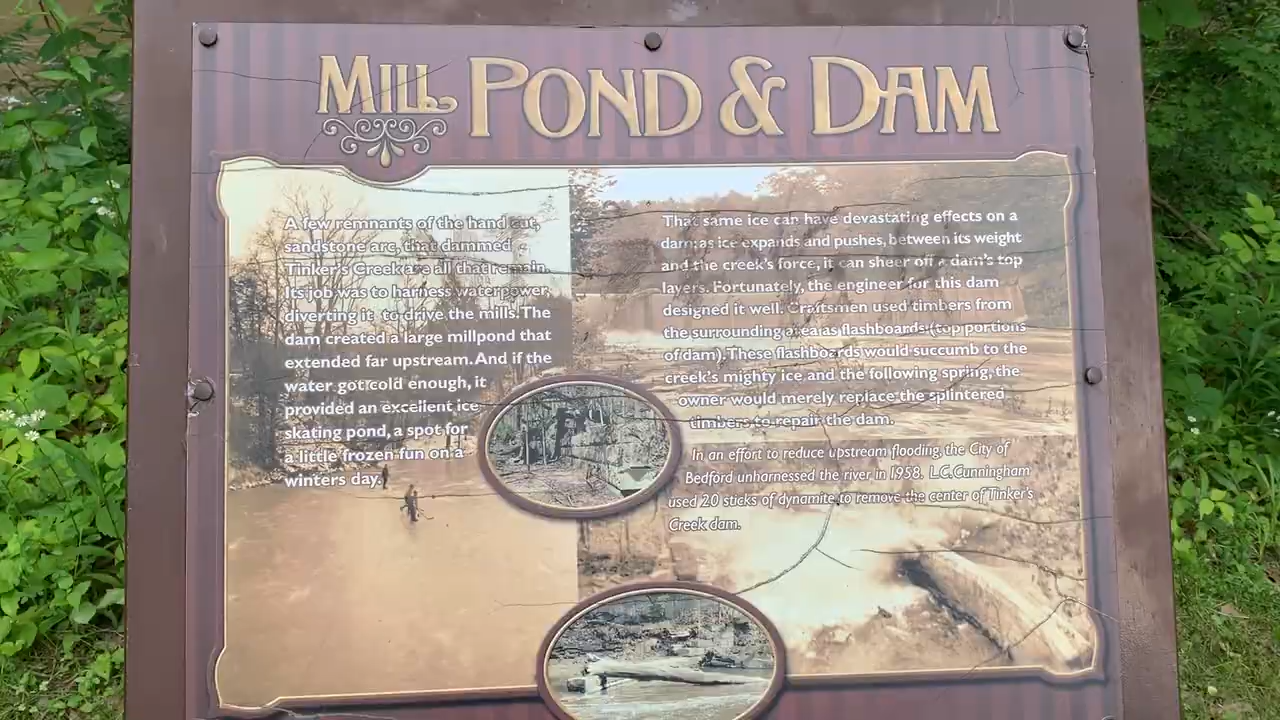 MILL POND & DAM
A few remnants of the hand cut,
sandstone are, that dammed
Tinker's Creek are all that remain.
Its job was to harness waterpower,
diverting it to drive the mills. The
dam created a large millpond that
extended far upstream. And if the
water got cold enough, it
provided an excellent ice
skating pond, a spot for
a little frozen fun on a
winters day.
That same ice can have devastating effects on a
dam; as ice expands and pushes, between its weight
and the creek's force, it can sheer off a dam's top
layers. Fortunately, the engineer for this dam
designed it well. Craftsmen used timbers from
the surrounding area as flashboards (top portions
of dam). These flashboards would succumb to the
creek's mighty ice and the following spring, the
owner would merely replace the splintered
timbers to repair the dam.
In an effort to reduce upstream flooding, the City of
Bedford unharnessed the river in 1958. L.C.Cunningham
used 20 sticks of dynamite to remove the center of Tinker's
Creek dam.